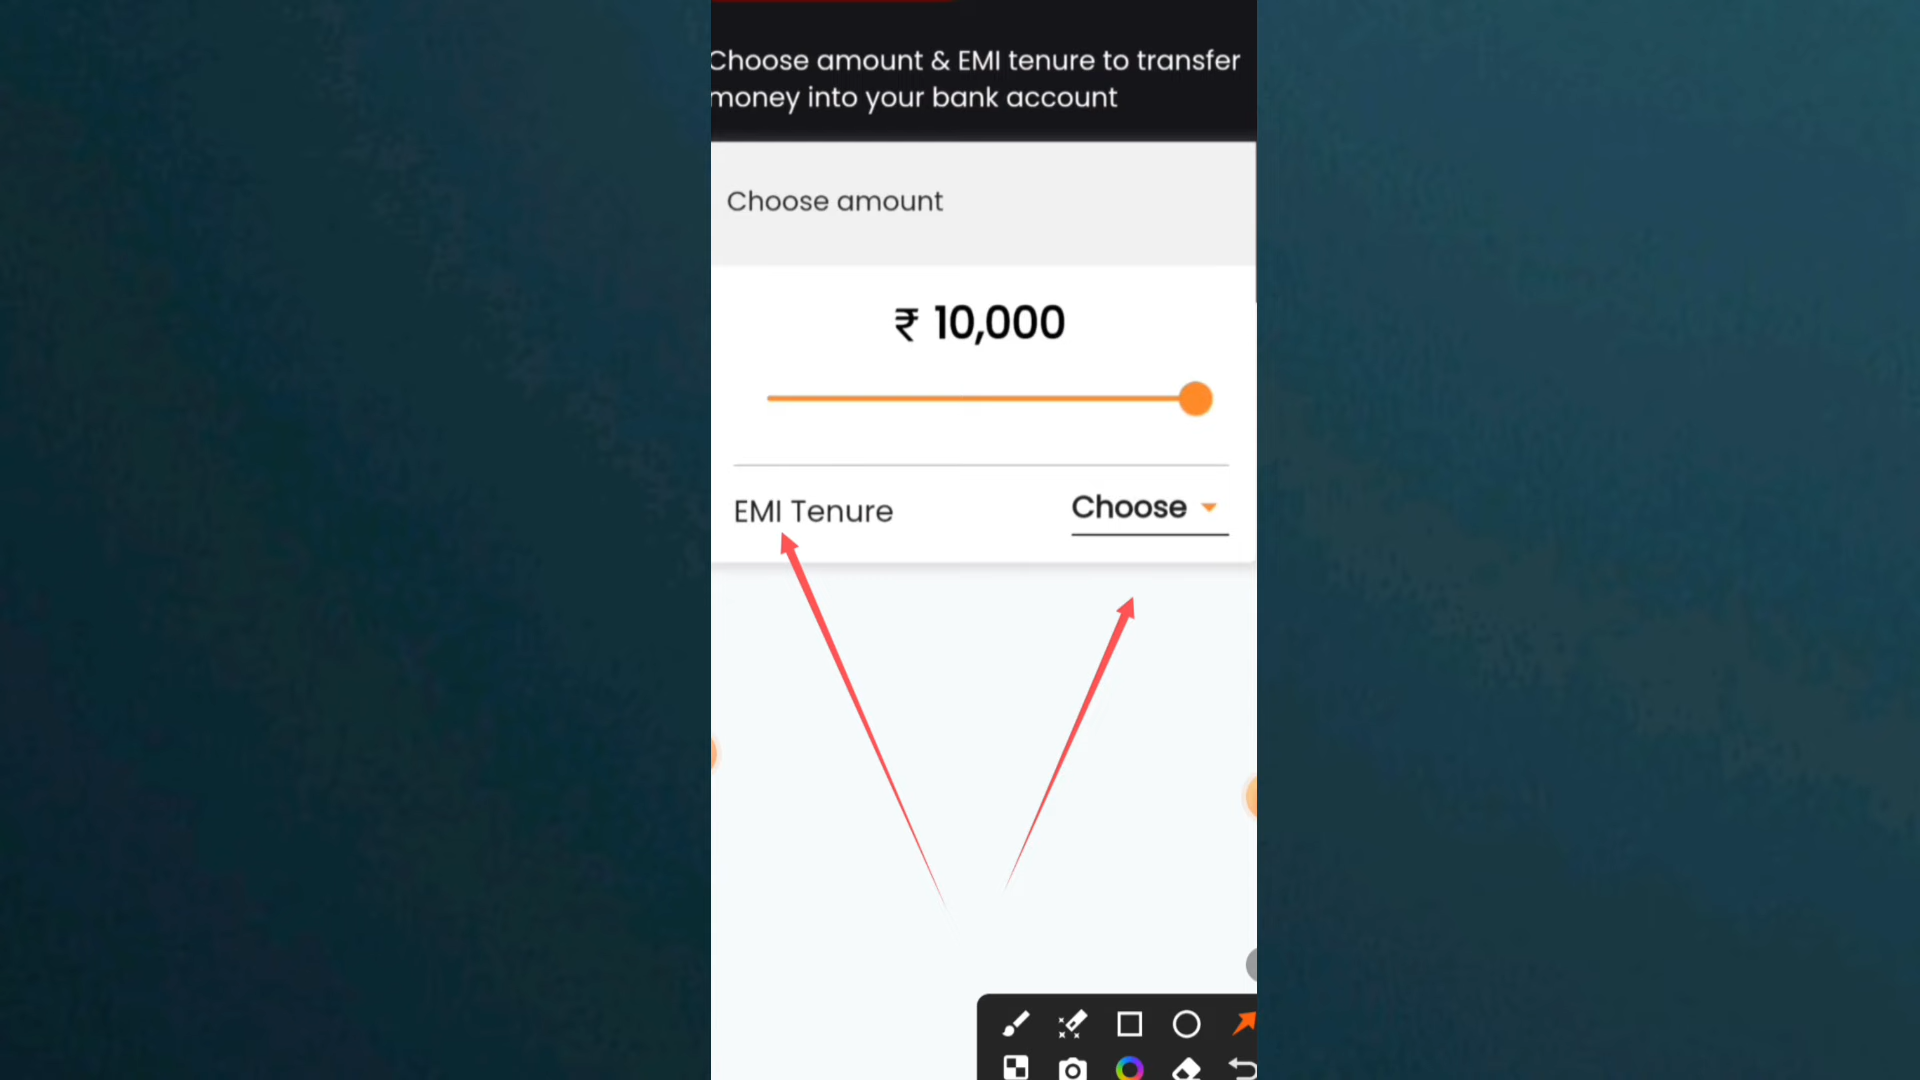 Choose amount & EMI tenure to transfer
money into your bank account
Choose amount
₹ 10,000
EMI Tenure
Choose